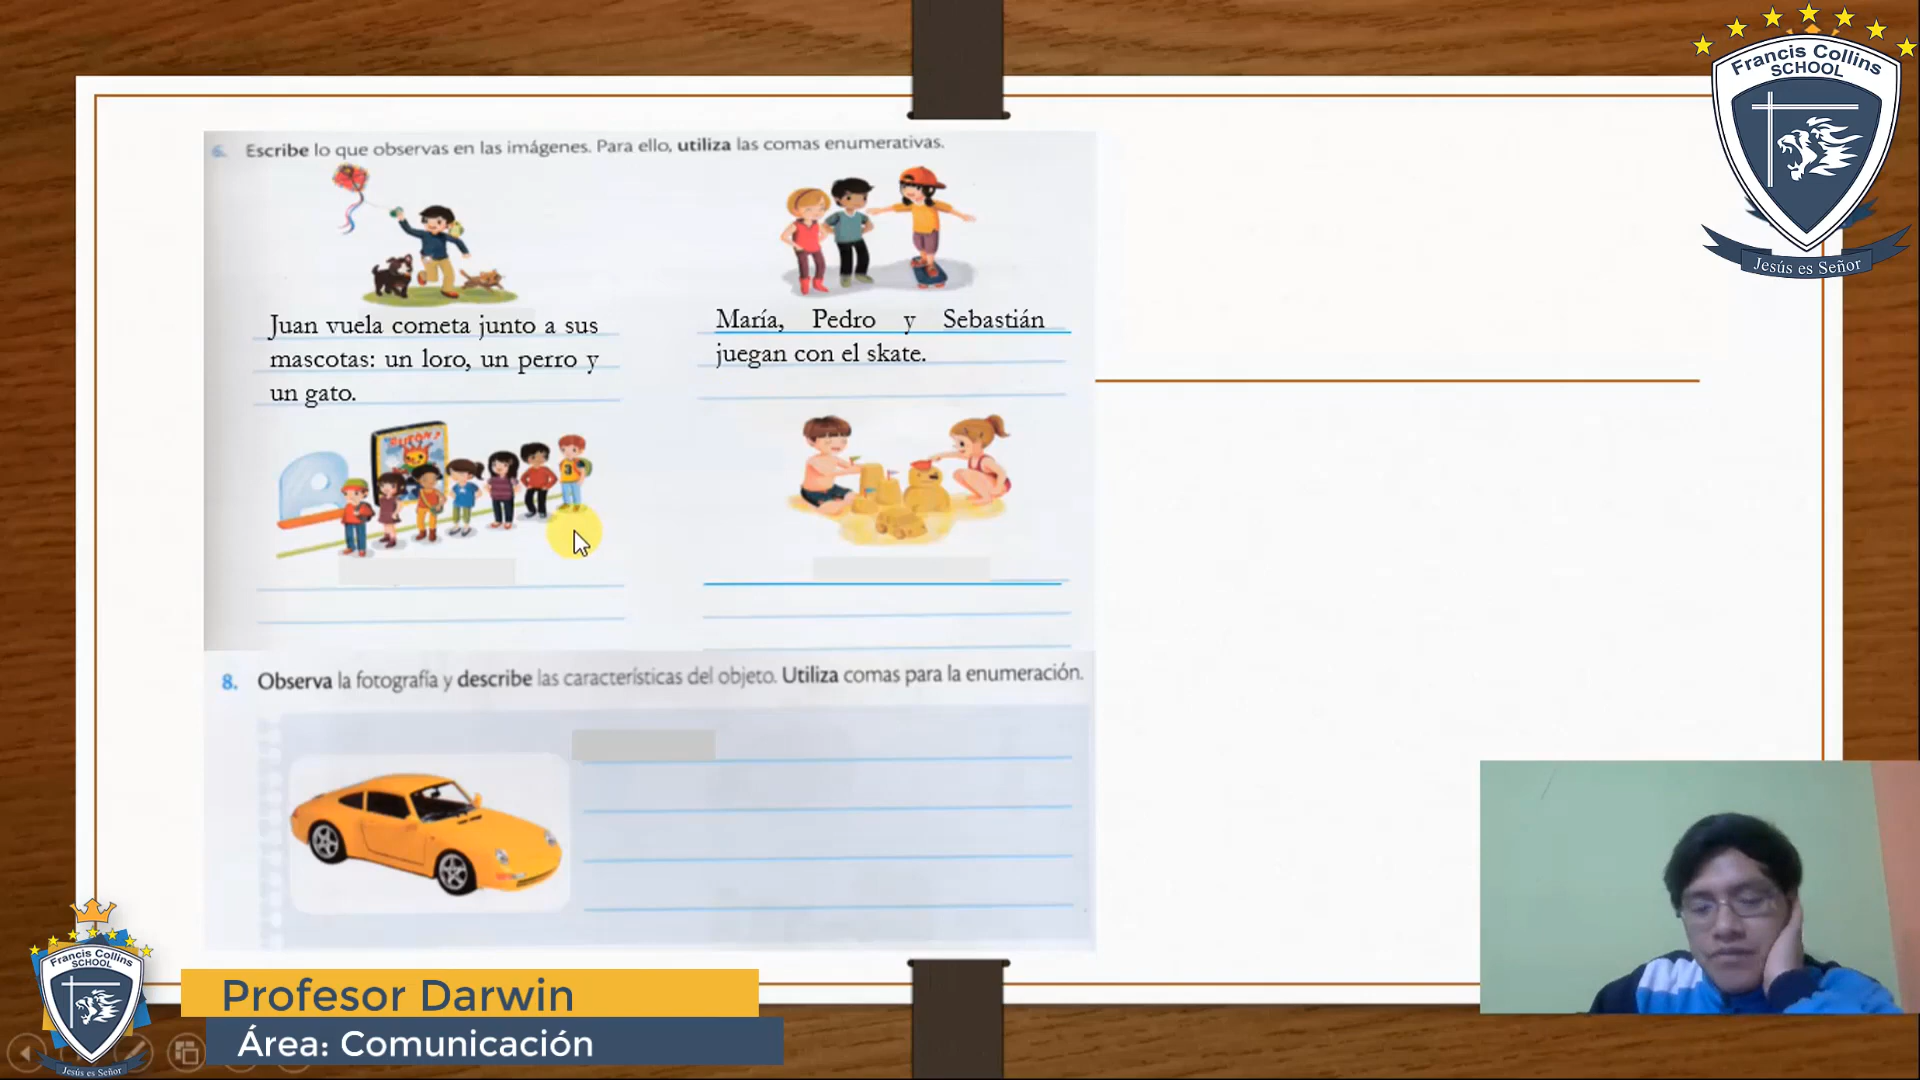 6. Escribe lo que observas en las imágenes. Para ello, utiliza las comas enumerativas.
Juan vuela cometa junto a sus
mascotas: un loro, un perro y
un gato.
María, Pedro y Sebastián
juegan con el skate.
3
8. Observa la fotografía y describe las características del objeto. Utiliza comas para la enumeración.
Francis Collins
SCHOOL
Jesús es Señor
Francis Collins
SCHOOL
Jesús es Señor
Profesor Darwin
Área: Comunicación